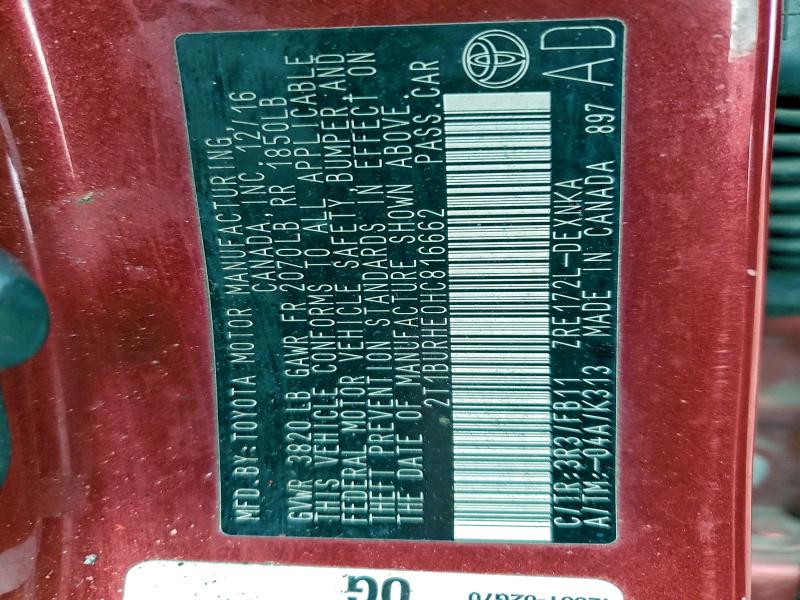 MFD.BY: TOYOTA MOTOR MANUFACTURING,
CANADA, INC. 12/16
GVWR 3820LB GAWR FR 2020LB, RR 1850LB
THIS VEHICLE CONFORMS TO ALL APPLICABLE
FEDERAL MOTOR VEHICLE SAFETY BUMPER, AND
THEFT PREVENTION STANDARDS IN EFFECT ON
THE DATE OF MANUFACTURE SHOWN ABOVE.
2T1BURHE0HC816662 PASS.CAR
C/TR: 3R3/FB11 ZRE172L-DEXNKA
A/TM: -04A/K313 MADE IN CANADA 897
AD